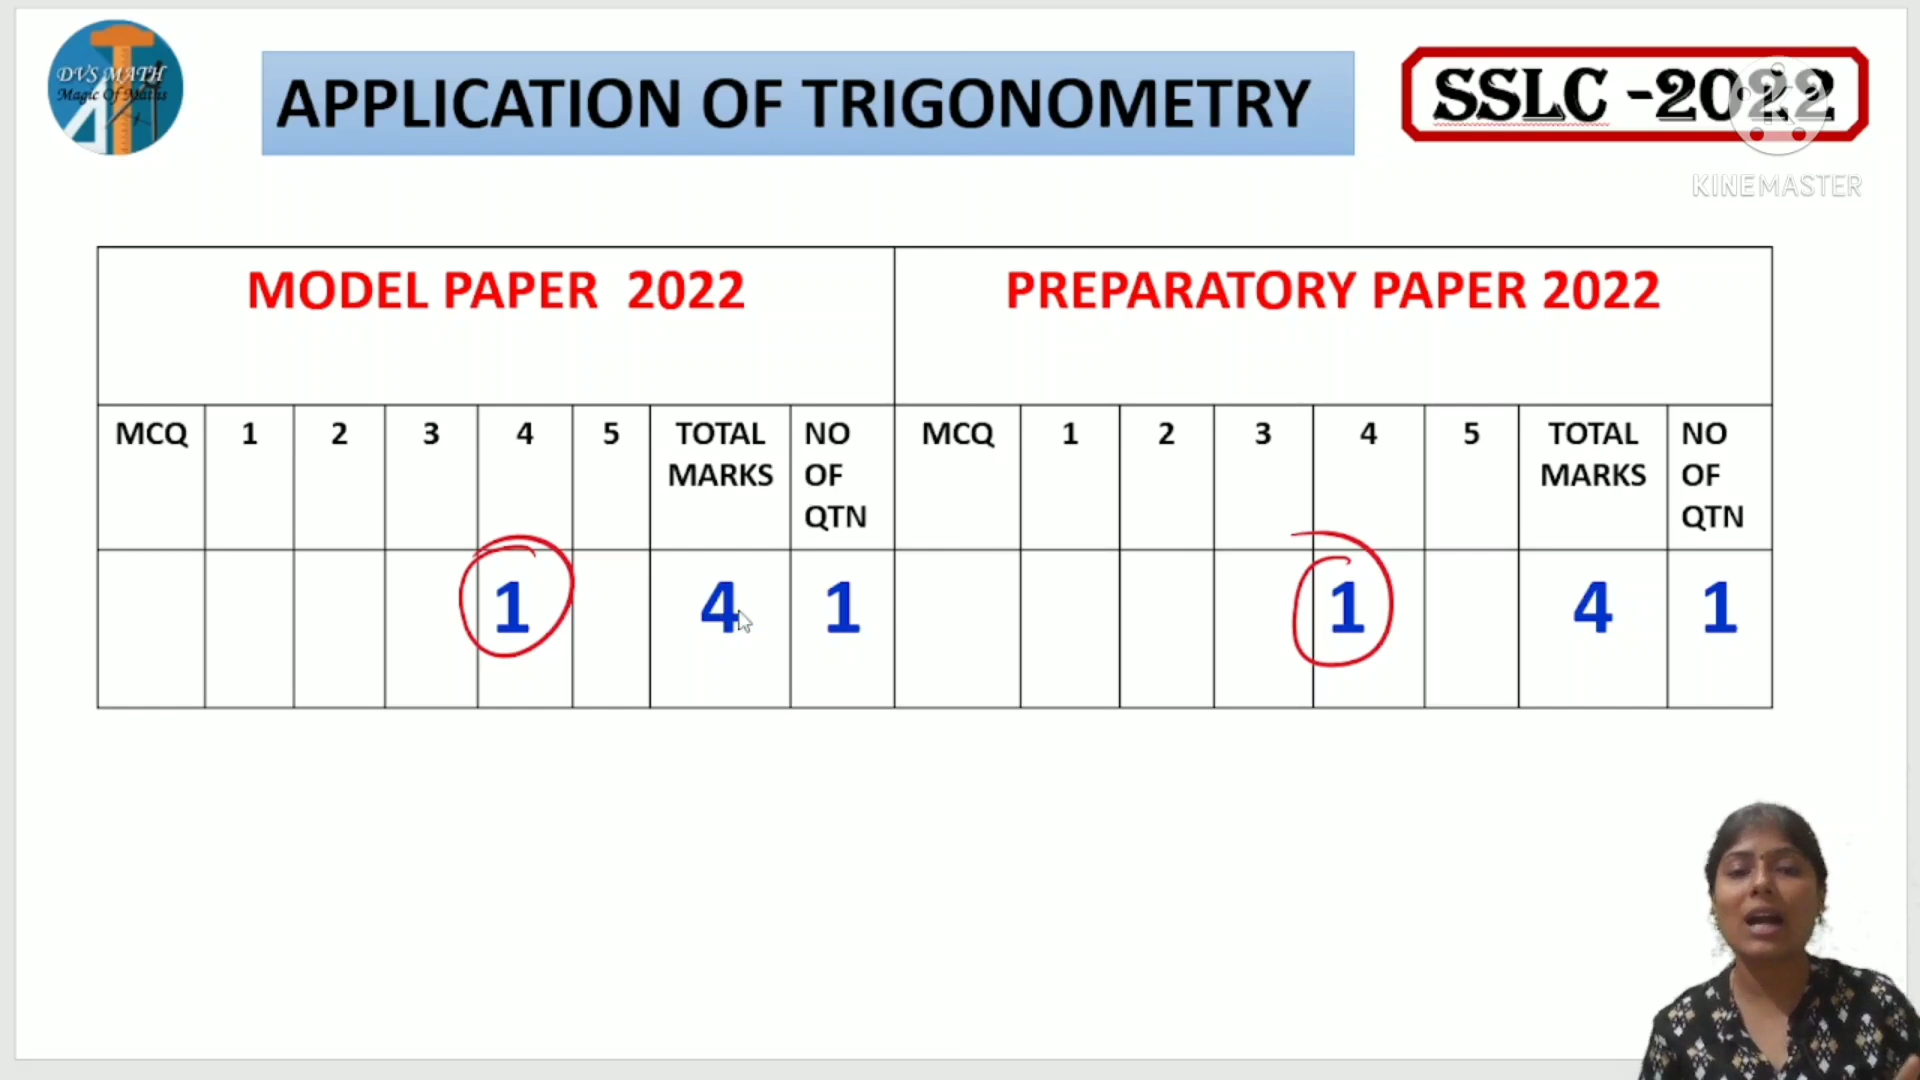 DVS MATH
Magic Of Maths
APPLICATION OF TRIGONOMETRY
SSLC -2022
KINEMASTER
MODEL PAPER 2022
PREPARATORY PAPER 2022
MCQ 1 2 3 4 5 TOTAL MARKS NO OF QTN MCQ 1 2 3 4 5 TOTAL MARKS NO OF QTN
1 4 1 1 4 1